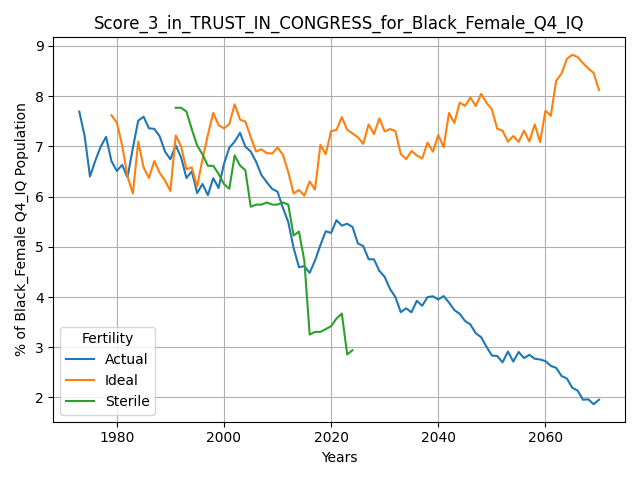 Score_3_in_TRUST_IN_CONGRESS_for_Black_Female_Q4_IQ
% of Black_Female Q4_IQ Population
9
8
7
6
5
4
3
2
Fertility
Actual
Ideal
Sterile
1980 2000 2020 2040 2060
Years